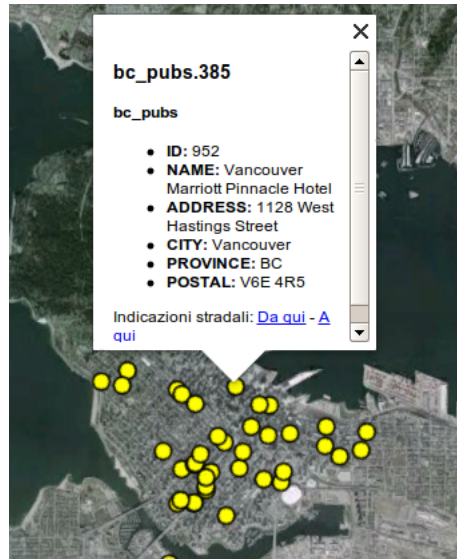 bc_pubs.385
bc_pubs
ID: 952
NAME: Vancouver
Marriott Pinnacle Hotel
ADDRESS: 1128 West
Hastings Street
CITY: Vancouver
PROVINCE: BC
POSTAL: V6E 4R5
Indicazioni stradali: Da qui - A
qui